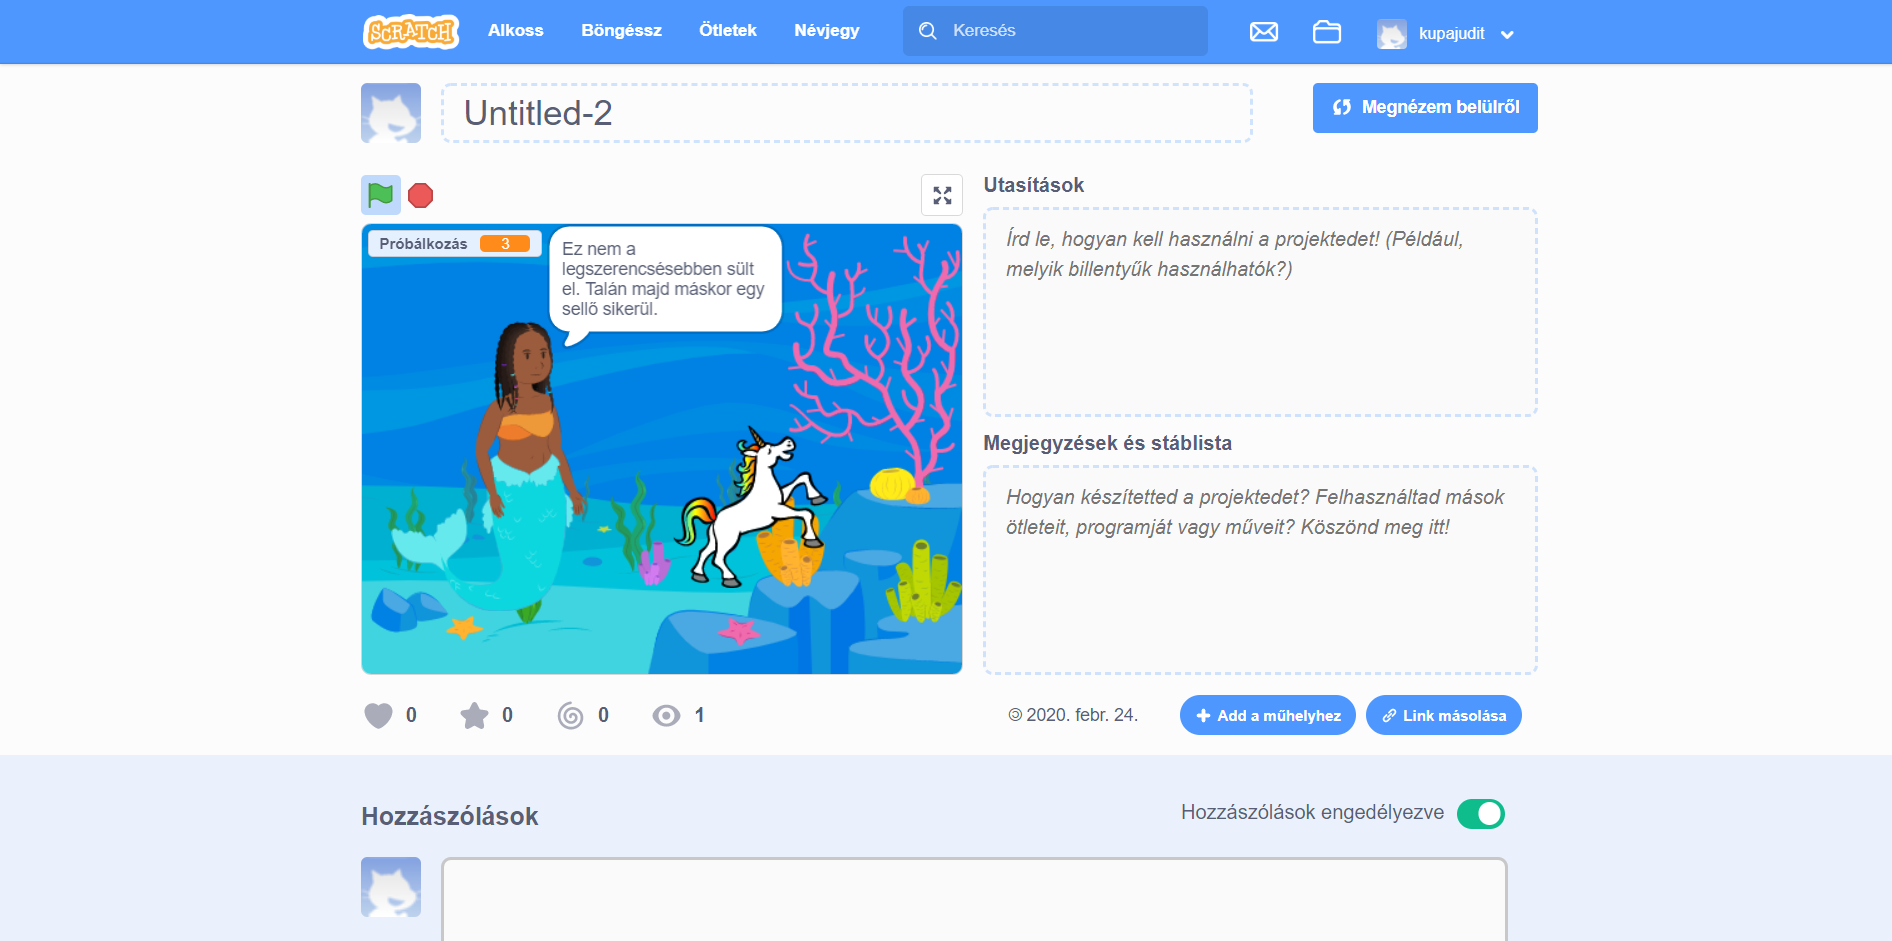 SCRATCH
Alkoss
Böngéssz
Ötletek
Névjegy
Keresés
kupajudit
Untitled-2
Megnézem belülről
Utasítások
Írd le, hogyan kell használni a projektedet! (Például,
melyik billentyűk használhatók?)
Próbálkozás 3
Ez nem a
legszerencsésebben sült
el. Talán majd máskor egy
sellő sikerül.
Megjegyzések és stáblista
Hogyan készítetted a projektedet? Felhasználtad mások
ötleteit, programját vagy műveit? Köszönd meg itt!
0
0
0
1
2020. febr. 24.
Add a műhelyhez
Link másolása
Hozzászólások
Hozzászólások engedélyezve